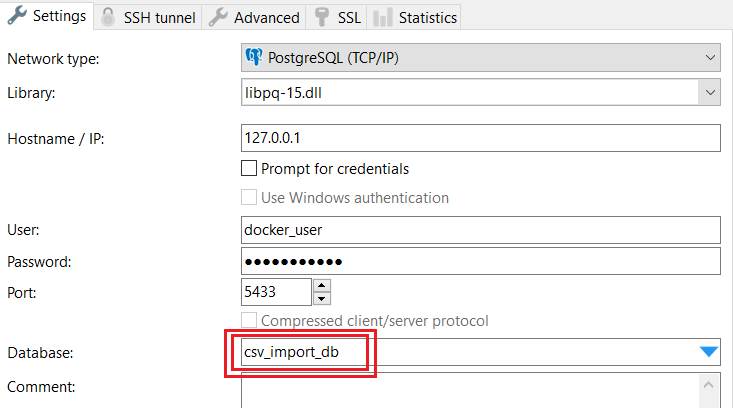 Settings SSH tunnel Advanced SSL Statistics
Network type: PostgreSQL (TCP/IP)
Library: libpq-15.dll
Hostname / IP: 127.0.0.1
Prompt for credentials
Use Windows authentication
User: docker_user
Password: ●●●●●●●●●●●
Port: 5433
Compressed client/server protocol
Database: csv_import_db
Comment: